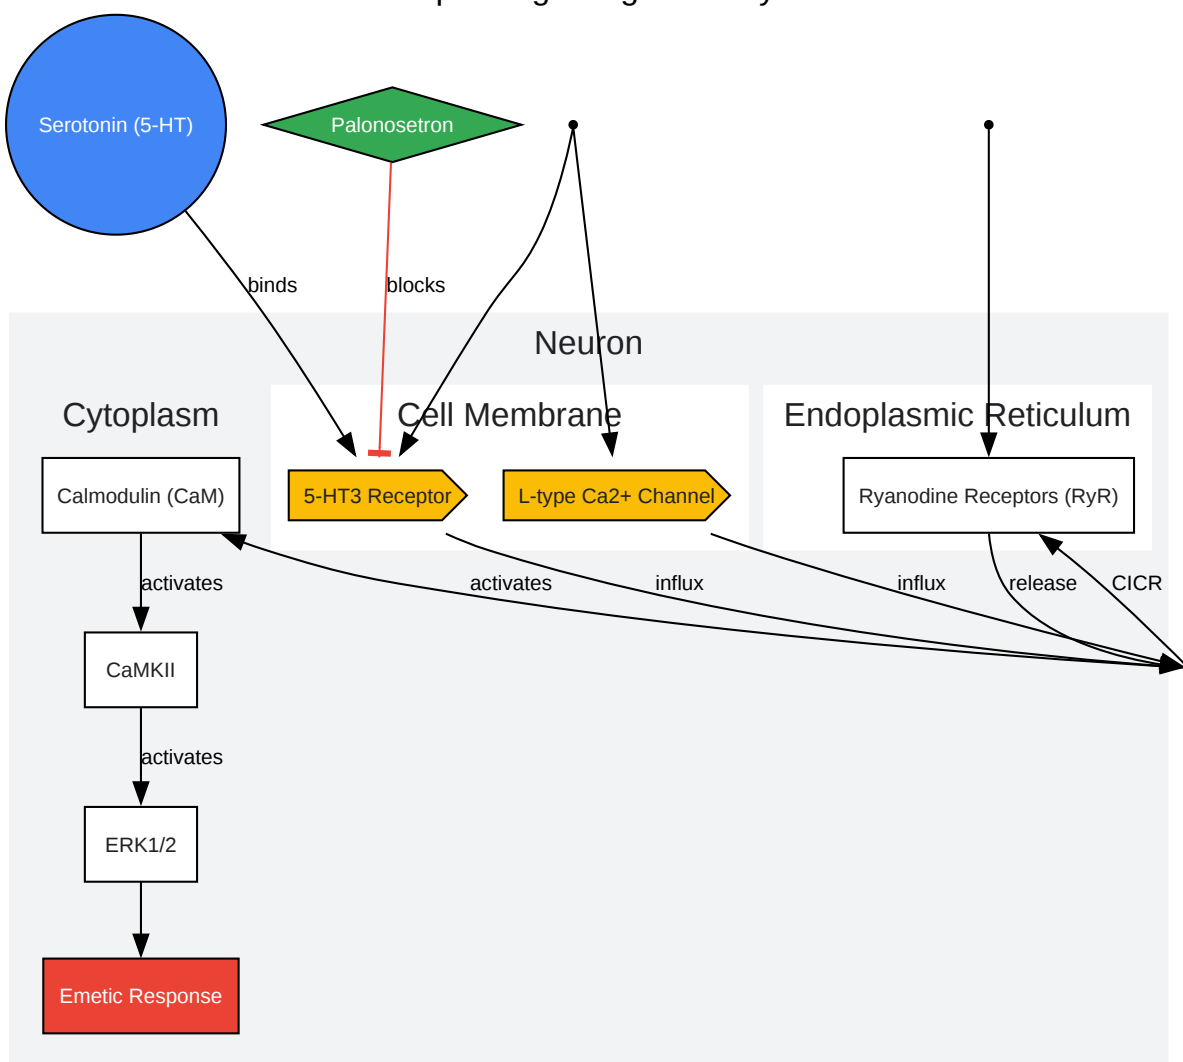 Serotonin (5-HT)
Palonosetron
binds
blocks
Neuron
Cytoplasm
Cell Membrane
Endoplasmic Reticulum
Calmodulin (CaM)
5-HT3 Receptor
L-type Ca2+ Channel
Ryanodine Receptors (RyR)
activates
activates
influx
influx
release
CICR
CaMKII
activates
ERK1/2
Emetic Response